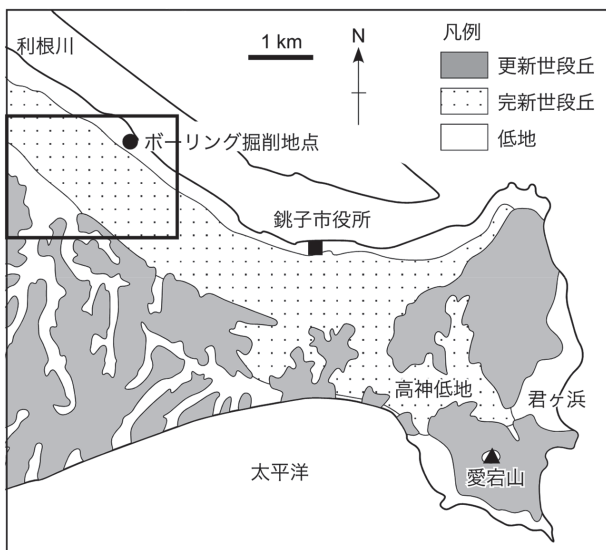 利根川
1 km
N
凡例
更新世段丘
完新世段丘
低地
ボーリング掘削地点
銚子市役所
高神低地
君ヶ浜
太平洋
愛宕山